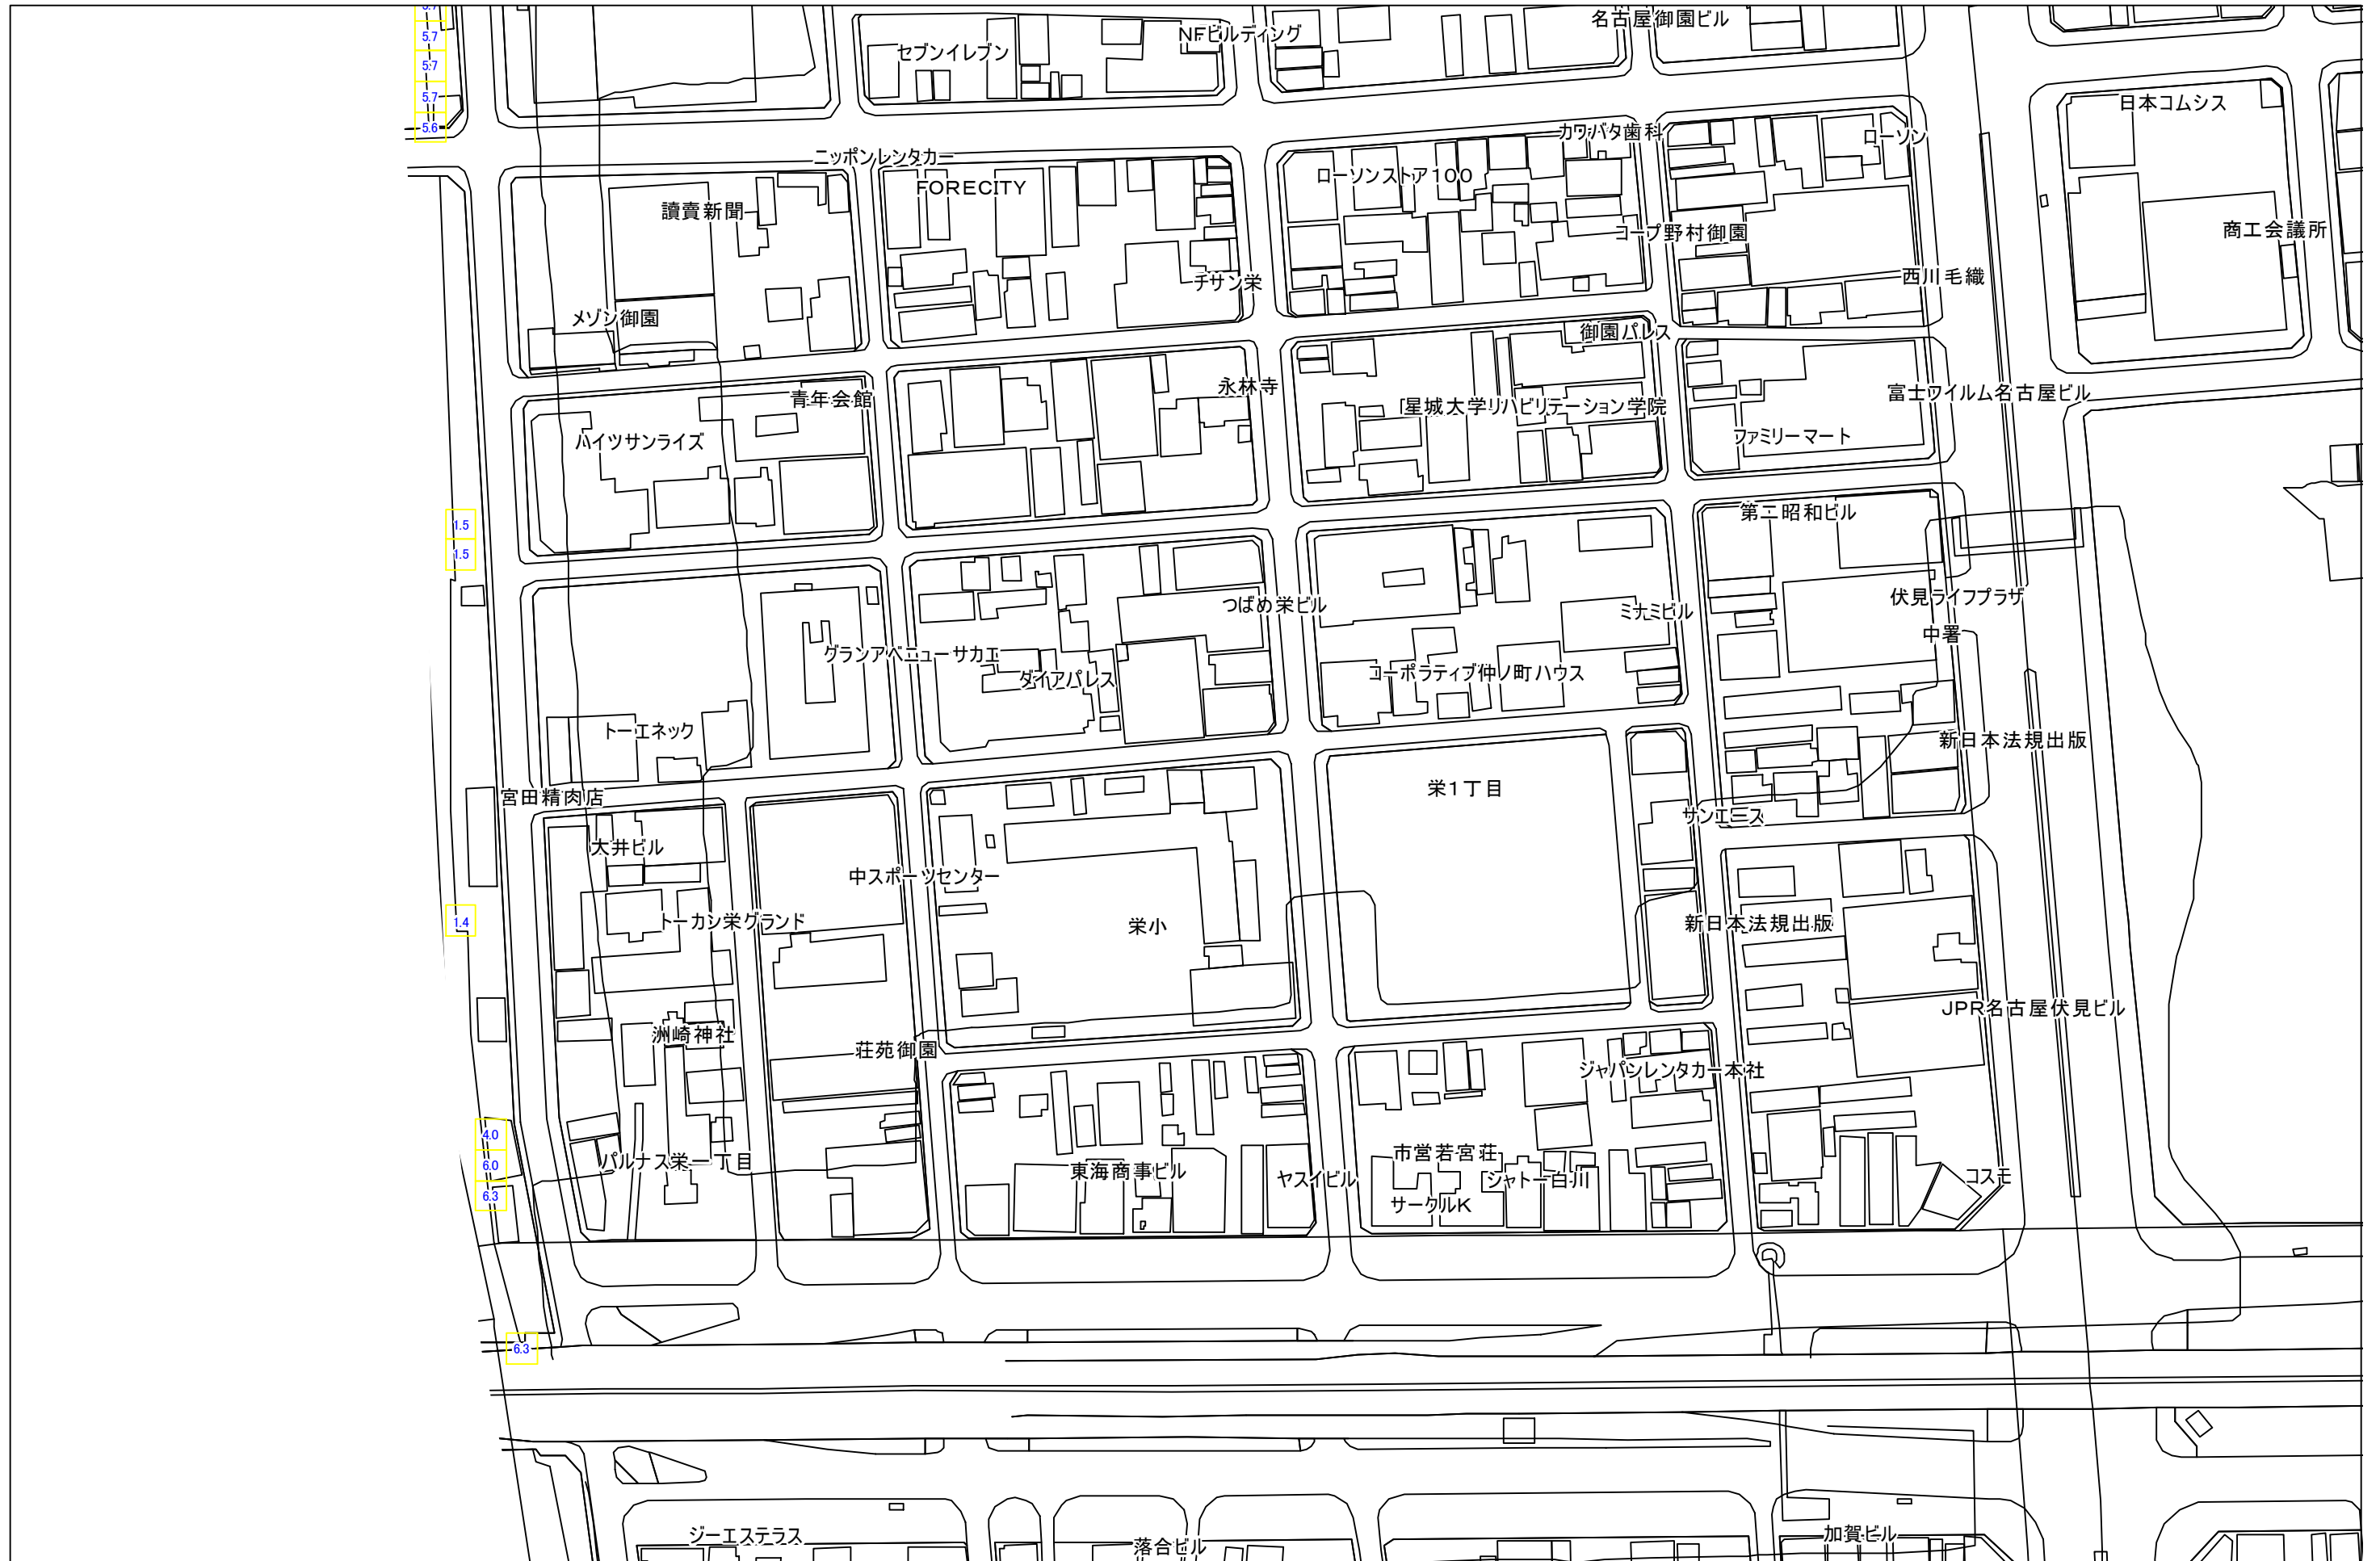 5.7
名古屋御園ビル
NFビルディング
5.7
セブンイレブン
5.7
5.7
日本コムシス
5.6
カワバタ歯科
ローソン
ニッポンレンタカー
ローソンストア100
FORECITY
讀賣新聞
商工会議所
コープ野村御園
西川毛織
チサン栄
メゾン御園
御園パレス
永林寺
富士フイルム名古屋ビル
青年会館
星城大学リハビリテーション学院
ファミリーマート
ハイツサンライズ
第二昭和ビル
1.5
1.5
伏見ライフプラザ
つばめ栄ビル
ミナミビル
中署
グランアベニューサカエ
コーポラティブ仲ノ町ハウス
ダイアパレス
トーエネック
新日本法規出版
栄1丁目
宮田精肉店
サンエース
大井ビル
中スポーツセンター
1.4
トーカン栄グランド
栄小
新日本法規出版
JPR名古屋伏見ビル
洲崎神社
荘苑御園
ジャパンレンタカー本社
4.0
市営若宮荘
パルナス栄一丁目
6.0
東海商事ビル
コスモ
ヤスイビル
シャトー白川
6.3
サークルK
6.3
加賀ビル
ジーエステラス
落合ビル